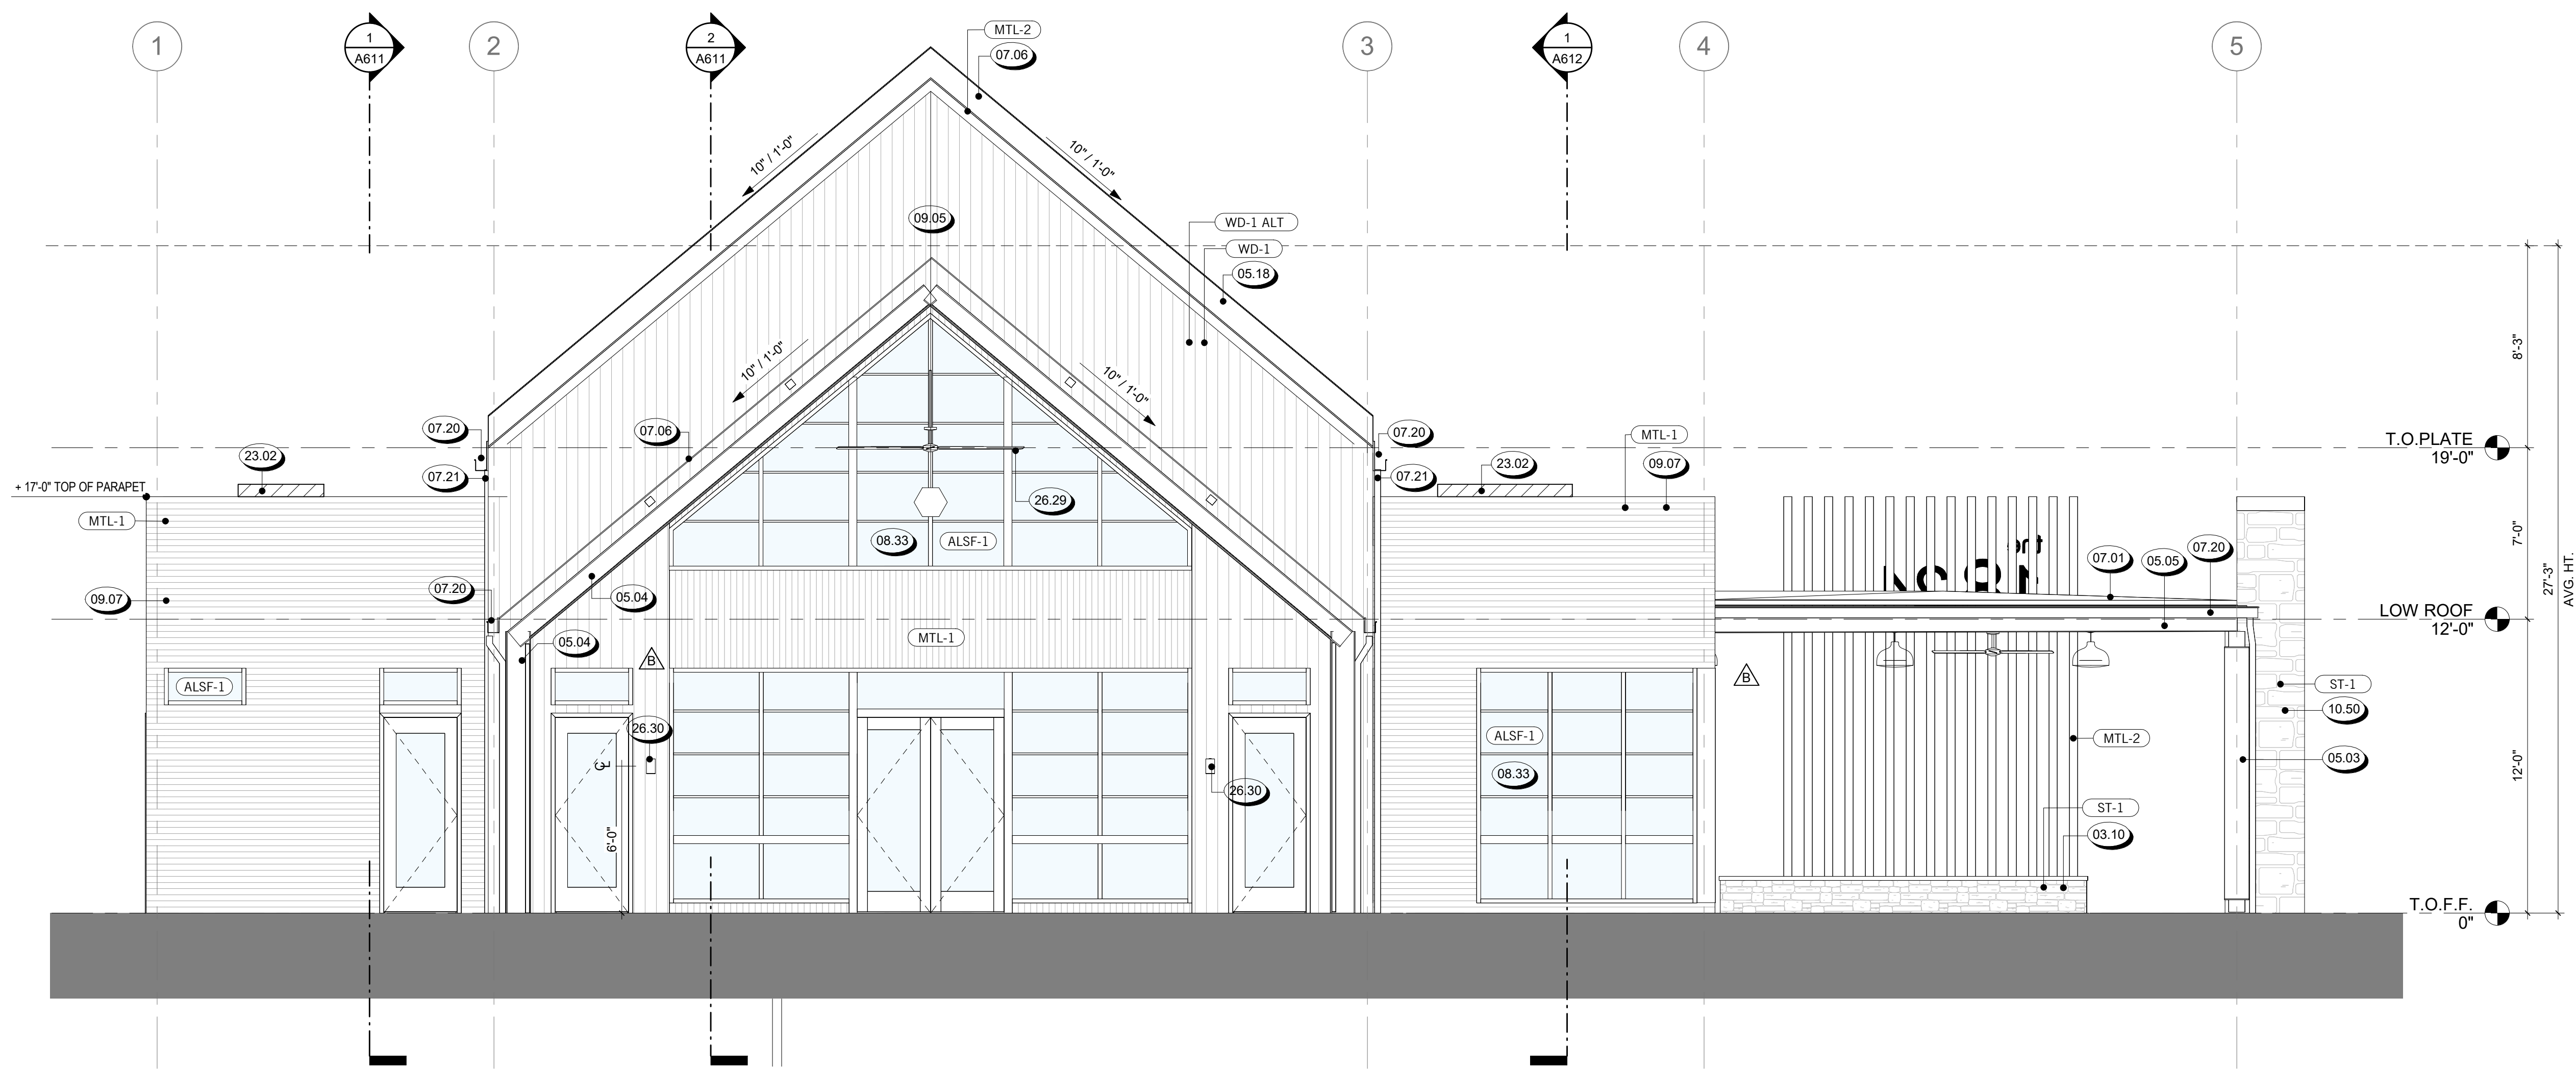 1
1
A611
2
2
A611
MTL-2
07.06
3
1
A612
4
5
10" / 1'-0"
10" / 1'-0"
09.05
WD-1 ALT
WD-1
05.18
10" / 1'-0"
10" / 1'-0"
8'-3"
07.20
07.06
07.20
MTL-1
T.O.PLATE
19'-0"
23.02
07.21
07.21
23.02
09.07
+ 17'-0" TOP OF PARAPET
26.29
MTL-1
08.33
ALSF-1
7'-0"
27'-3"
AVG. HT.
the
07.01
05.05
07.20
09.07
07.20
05.04
LOW ROOF
12'-0"
05.04
MTL-1
B
B
ALSF-1
ST-1
10.50
26.30
ALSF-1
MTL-2
CL
08.33
05.03
12'-0"
26.30
ST-1
6'-0"
03.10
T.O.F.F.
0"